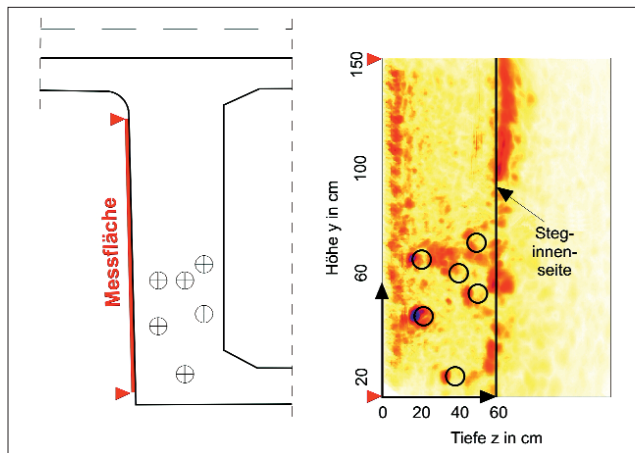 Messfläche
Höhe y in cm
150
100
60
20
Steg-
innen-
seite
0
20
40
60
Tiefe z in cm